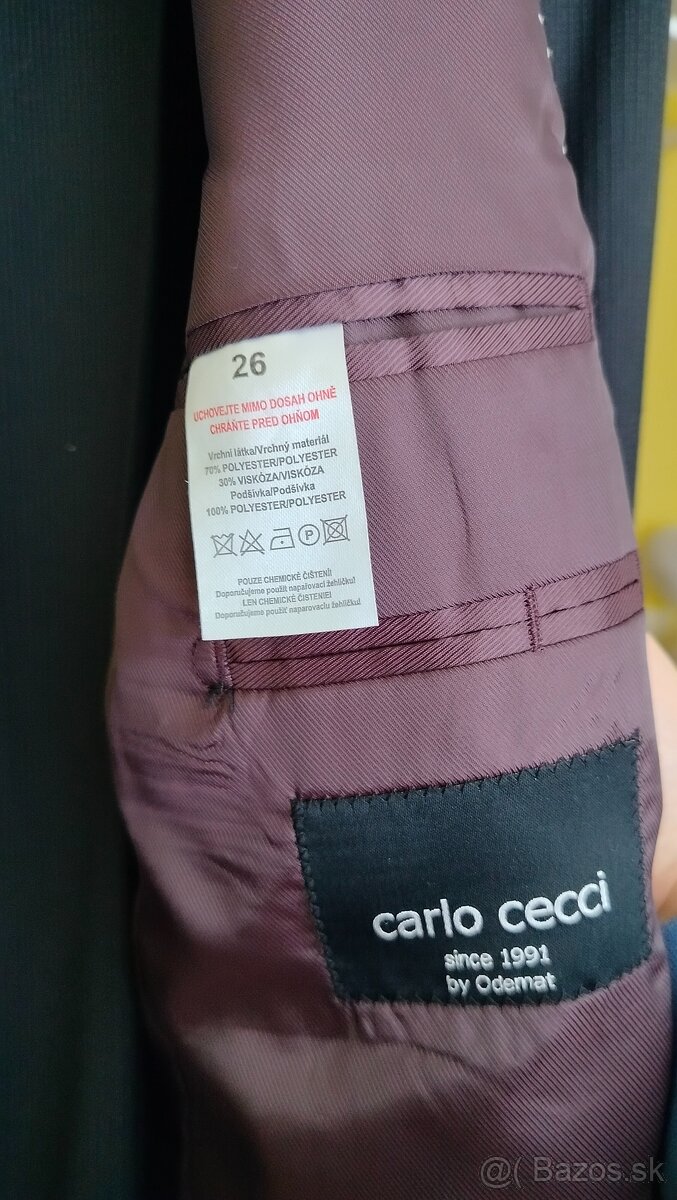 26
UCHOVEJTE MIMO DOSAH OHNĚ
CHRÁŇTE PRED OHŇOM
Vrchní látka/Vrchný materiál
70% POLYESTER/POLYESTER
30% VISKÓZA/VISKÓZA
Podšívka/Podšívka
100% POLYESTER/POLYESTER
P
POUZE CHEMICKÉ ČIŠTĚNÍ!
Doporučujeme použít napařovací žehličku!
LEN CHEMICKÉ ČISTENIE!
Doporučujeme použiť naparovaciu žehličku!
carlo cecci
since 1991
by Odemat
@( Bazos.sk